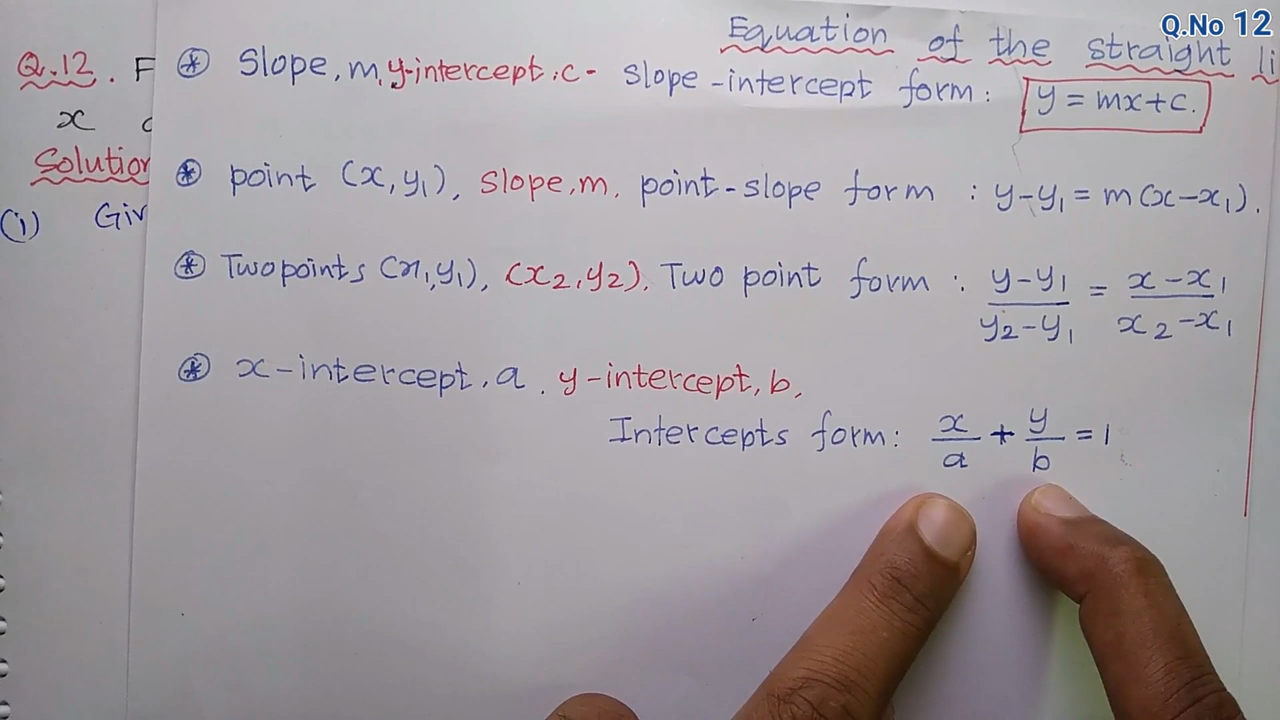 Q.No 12
Equation of the straight li
Q.12. F
x
Solution
(1) Giv
* Slope, m, y-intercept, c - slope-intercept form: y = mx+c.
* point (x, y₁), slope, m, point-slope form : y-y₁ = m(x-x₁).
* Two points (x₁, y₁), (x₂, y₂), Two point form : y-y₁/y₂-y₁ = x-x₁/x₂-x₁
* x-intercept, a, y-intercept, b,
Intercepts form: x/a + y/b = 1